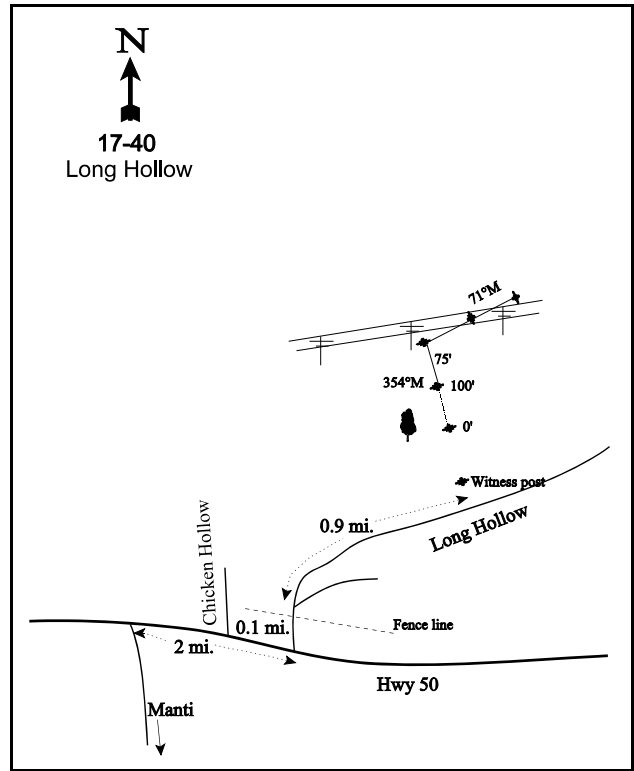 N
17-40
Long Hollow
71°M
75'
354°M
100'
0'
Witness post
0.9 mi.
Long Hollow
Chicken Hollow
0.1 mi.
Fence line
2 mi.
Hwy 50
Manti